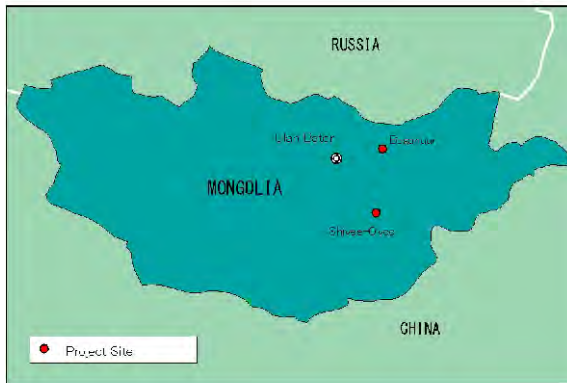 RUSSIA
Ulan Bator
MONGOLIA
Shivee-Ovoo
CHINA
Project Site